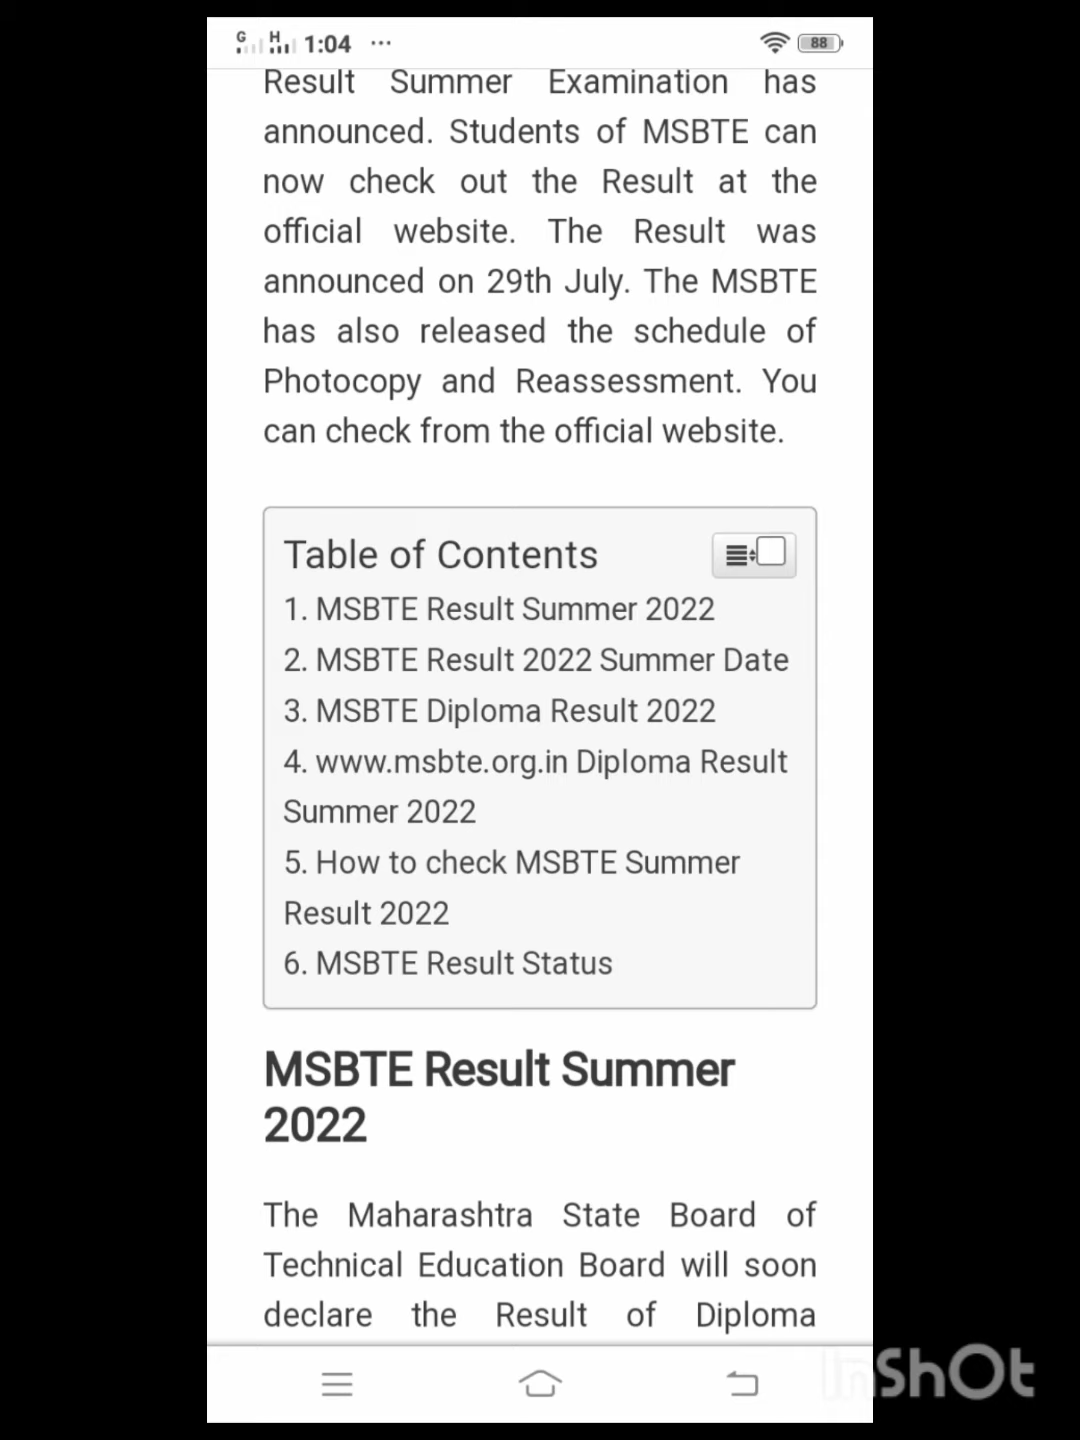 G H 1:04 ...
88
Result Summer Examination has
announced. Students of MSBTE can
now check out the Result at the
official website. The Result was
announced on 29th July. The MSBTE
has also released the schedule of
Photocopy and Reassessment. You
can check from the official website.
Table of Contents
1. MSBTE Result Summer 2022
2. MSBTE Result 2022 Summer Date
3. MSBTE Diploma Result 2022
4. www.msbte.org.in Diploma Result
Summer 2022
5. How to check MSBTE Summer
Result 2022
6. MSBTE Result Status
MSBTE Result Summer
2022
The Maharashtra State Board of
Technical Education Board will soon
declare the Result of Diploma
InShOt